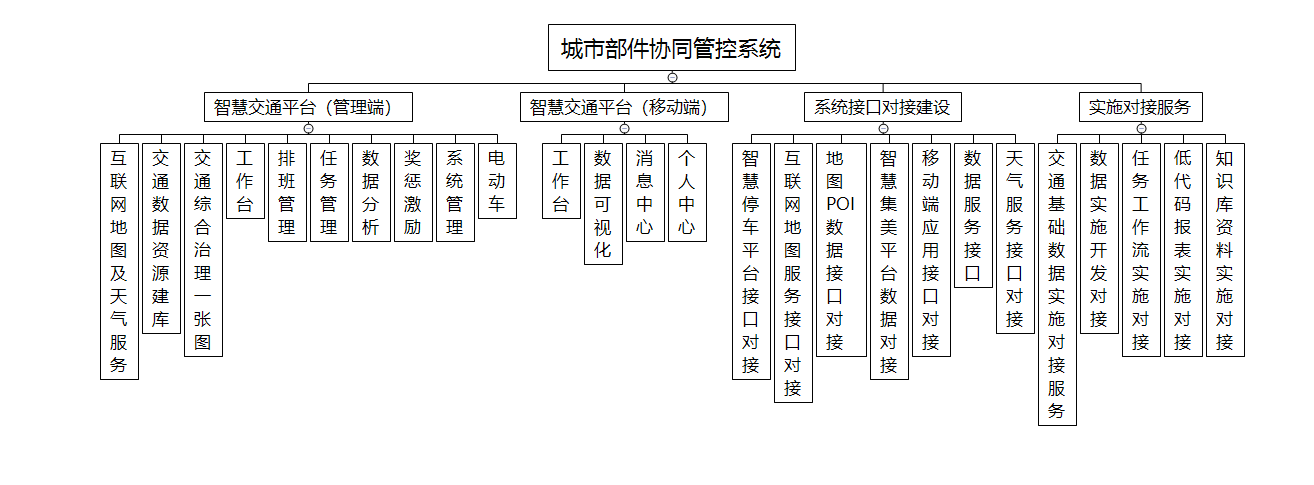 城市部件协同管控系统
智慧交通平台（管理端）
智慧交通平台（移动端）
系统接口对接建设
实施对接服务
互联网地图及天气服务
交通数据资源建库
交通综合治理一张图
工作台
排班管理
任务管理
数据分析
奖惩激励
系统管理
电动车
工作台
数据可视化
消息中心
个人中心
智慧停车平台接口对接
互联网地图服务接口对接
地图POI数据接口对接
智慧集美平台数据对接
移动端应用接口对接
数据服务接口
天气服务接口对接
交通基础数据实施对接服务
数据实施开发对接
任务工作流实施对接
低代码报表实施对接
知识库资料实施对接